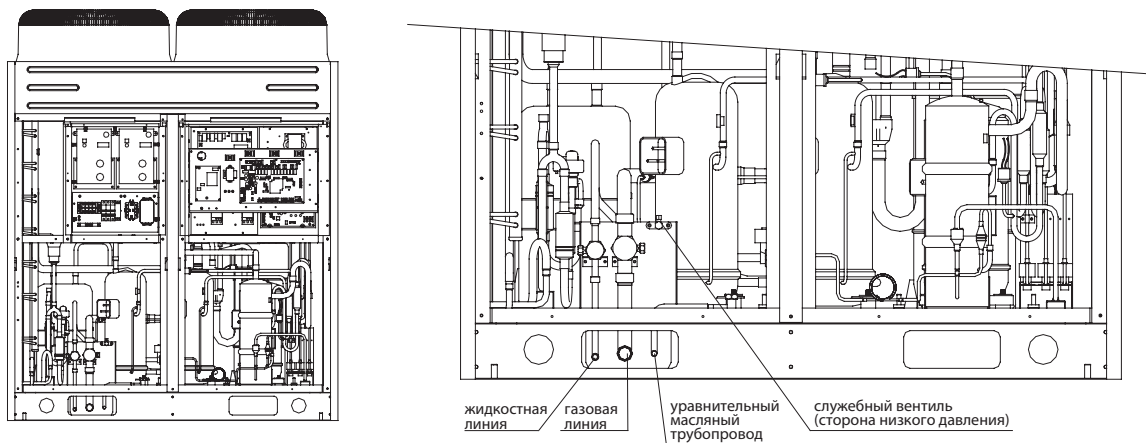 жидкостная
линия
газовая
линия
уравнительный
масляный
трубопровод
служебный вентиль
(сторона низкого давления)